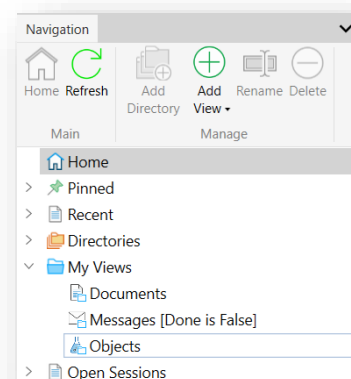 Navigation
Home Refresh Add Directory Add View Rename Delete
Main Manage
Home
Pinned
Recent
Directories
My Views
Documents
Messages [Done is False]
Objects
Open Sessions